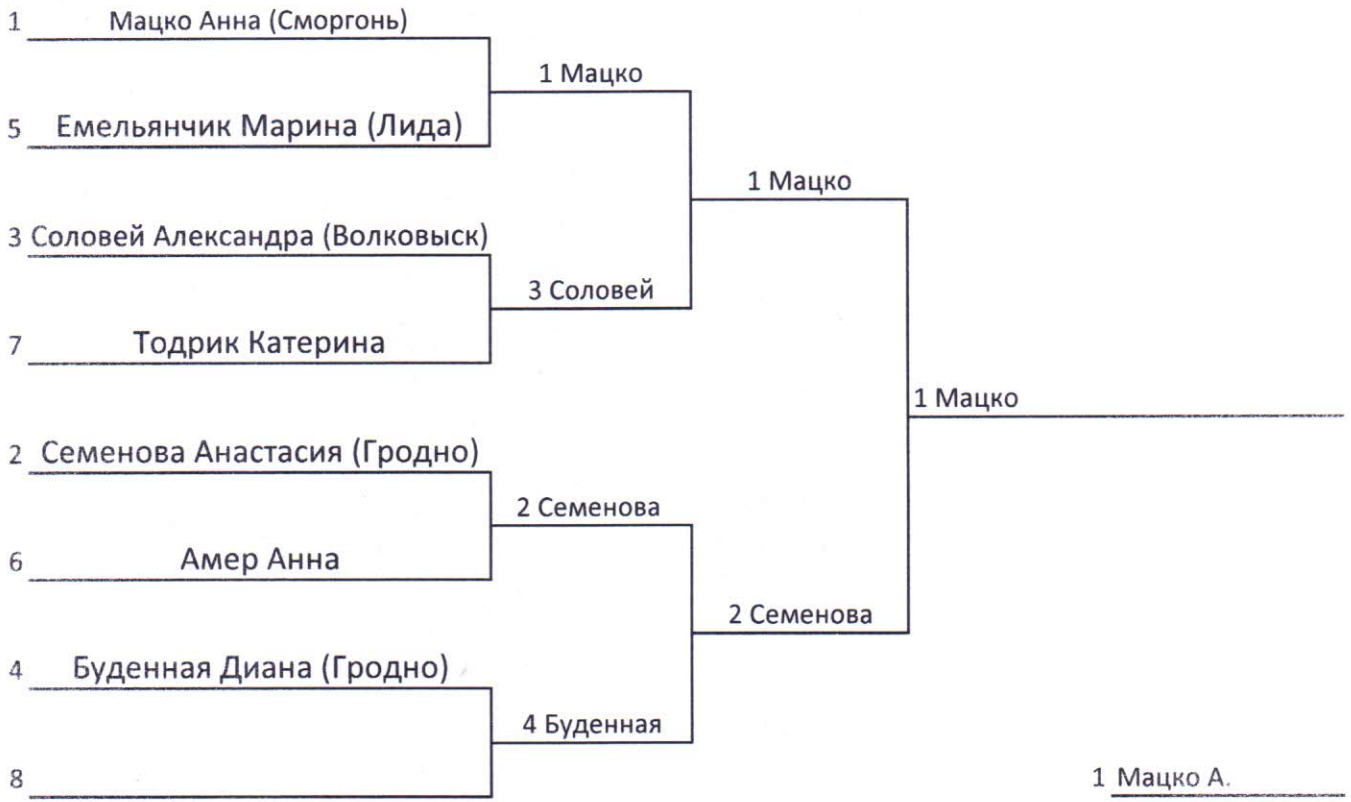 1 Мацко Анна (Сморгонь)
1 Мацко
5 Емельянчик Марина (Лида)
1 Мацко
3 Соловей Александра (Волковыск)
3 Соловей
7 Тодрик Катерина
1 Мацко
2 Семенова Анастасия (Гродно)
2 Семенова
6 Амер Анна
2 Семенова
4 Буденная Диана (Гродно)
4 Буденная
8
1 Мацко А.